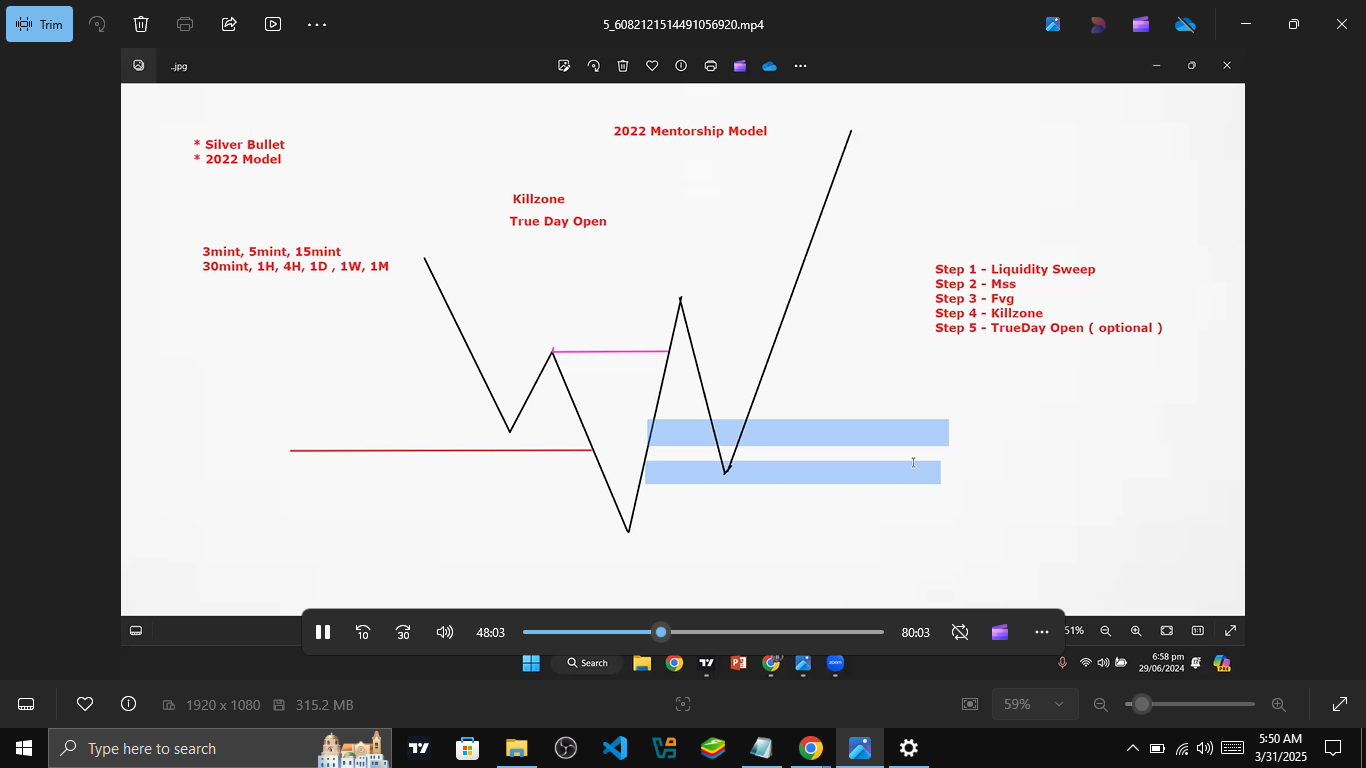 Trim
5_6082121514491056920.mp4
.jpg
2022 Mentorship Model
* Silver Bullet
* 2022 Model
Killzone
True Day Open
3mint, 5mint, 15mint
30mint, 1H, 4H, 1D , 1W, 1M
Step 1 - Liquidity Sweep
Step 2 - Mss
Step 3 - Fvg
Step 4 - Killzone
Step 5 - TrueDay Open ( optional )
10
30
48:03
80:03
51%
Search
zoom
6:58 pm
29/06/2024
1920 x 1080
315.2 MB
59%
Type here to search
5:50 AM
3/31/2025